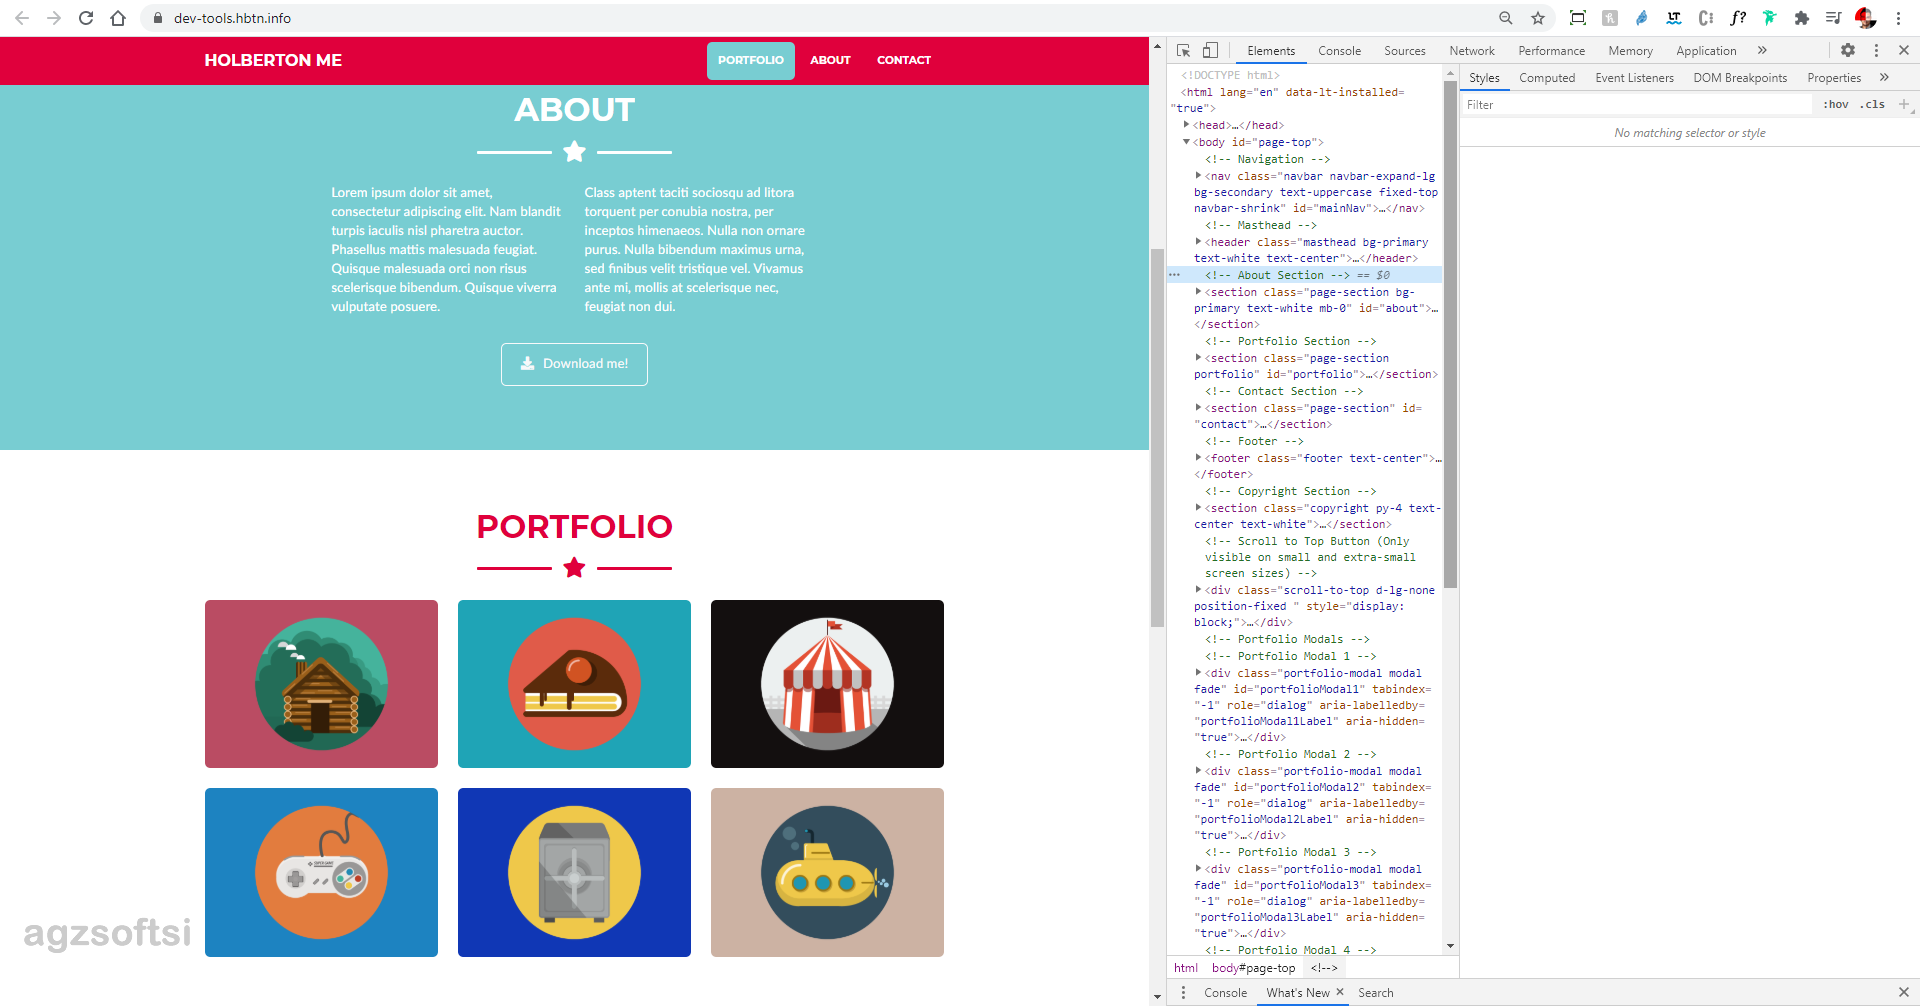 dev-tools.hbtn.info
HOLBERTON ME
PORTFOLIO
ABOUT
CONTACT
ABOUT
Lorem ipsum dolor sit amet,
consectetur adipiscing elit. Nam blandit
turpis iaculis nisl pharetra auctor.
Phasellus mattis malesuada feugiat.
Quisque malesuada orci non risus
scelerisque bibendum. Quisque viverra
vulputate posuere.
Class aptent taciti sociosqu ad litora
torquent per conubia nostra, per
inceptos himenaeos. Nulla non ornare
purus. Nulla bibendum maximus urna,
sed finibus velit tristique vel. Vivamus
ante mi, mollis at scelerisque nec,
feugiat non dui.
Download me!
PORTFOLIO
agzsoftsi
Elements
Console
Sources
Network
Performance
Memory
Application
<!DOCTYPE html>
<html lang="en" data-lt-installed=
"true">
<head>…</head>
<body id="page-top">
<!-- Navigation -->
<nav class="navbar navbar-expand-lg
bg-secondary text-uppercase fixed-top
navbar-shrink" id="mainNav">…</nav>
<!-- Masthead -->
<header class="masthead bg-primary
text-white text-center">…</header>
<!-- About Section --> == $0
<section class="page-section bg-
primary text-white mb-0" id="about">…
</section>
<!-- Portfolio Section -->
<section class="page-section
portfolio" id="portfolio">…</section>
<!-- Contact Section -->
<section class="page-section" id=
"contact">…</section>
<!-- Footer -->
<footer class="footer text-center">…
</footer>
<!-- Copyright Section -->
<section class="copyright py-4 text-
center text-white">…</section>
<!-- Scroll to Top Button (Only
visible on small and extra-small
screen sizes) -->
<div class="scroll-to-top d-lg-none
position-fixed " style="display:
block;">…</div>
<!-- Portfolio Modals -->
<!-- Portfolio Modal 1 -->
<div class="portfolio-modal modal
fade" id="portfolioModal1" tabindex=
"-1" role="dialog" aria-labelledby=
"portfolioModal1Label" aria-hidden=
"true">…</div>
<!-- Portfolio Modal 2 -->
<div class="portfolio-modal modal
fade" id="portfolioModal2" tabindex=
"-1" role="dialog" aria-labelledby=
"portfolioModal2Label" aria-hidden=
"true">…</div>
<!-- Portfolio Modal 3 -->
<div class="portfolio-modal modal
fade" id="portfolioModal3" tabindex=
"-1" role="dialog" aria-labelledby=
"portfolioModal3Label" aria-hidden=
"true">…</div>
<!-- Portfolio Modal 4 -->
html body#page-top <!-->
Styles
Computed
Event Listeners
DOM Breakpoints
Properties
Filter
:hov .cls
No matching selector or style
Console
What's New
Search